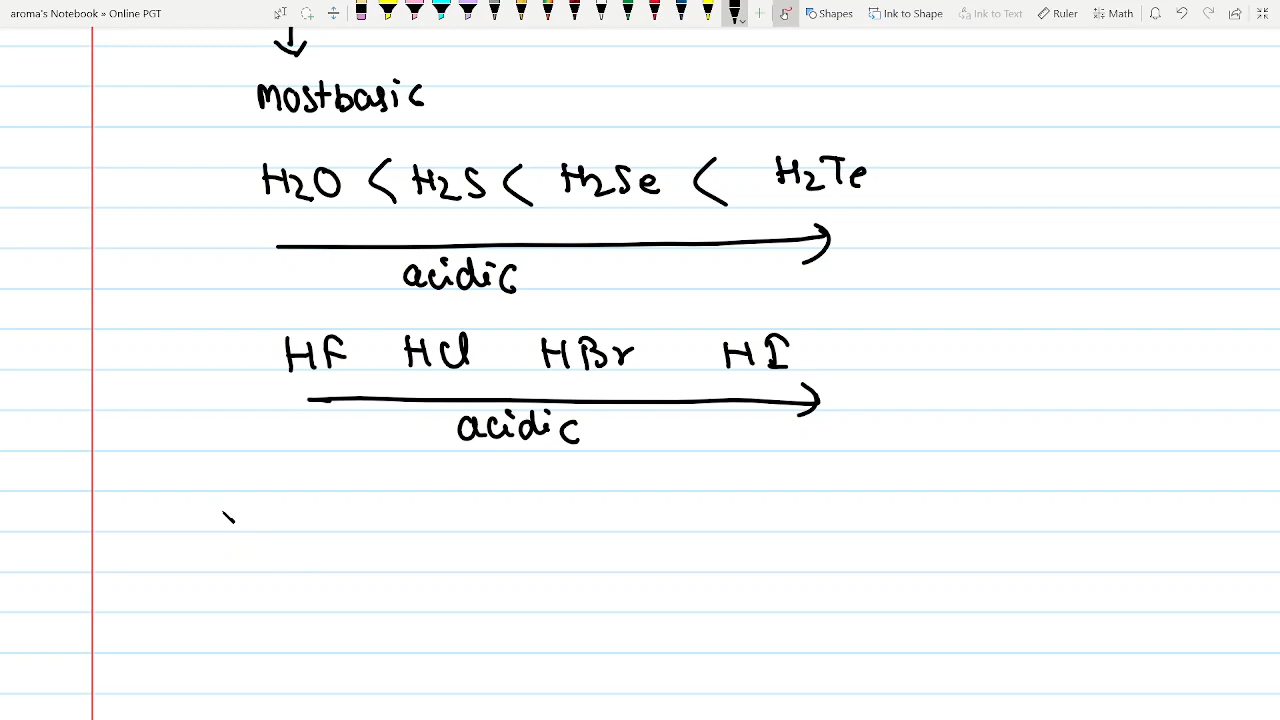 aroma's Notebook » Online PGT Shapes Ink to Shape Ink to Text Ruler Math
Mostbasic
H2O < H2S < H2Se < H2Te
acidic
HF HCl HBr HI
acidic